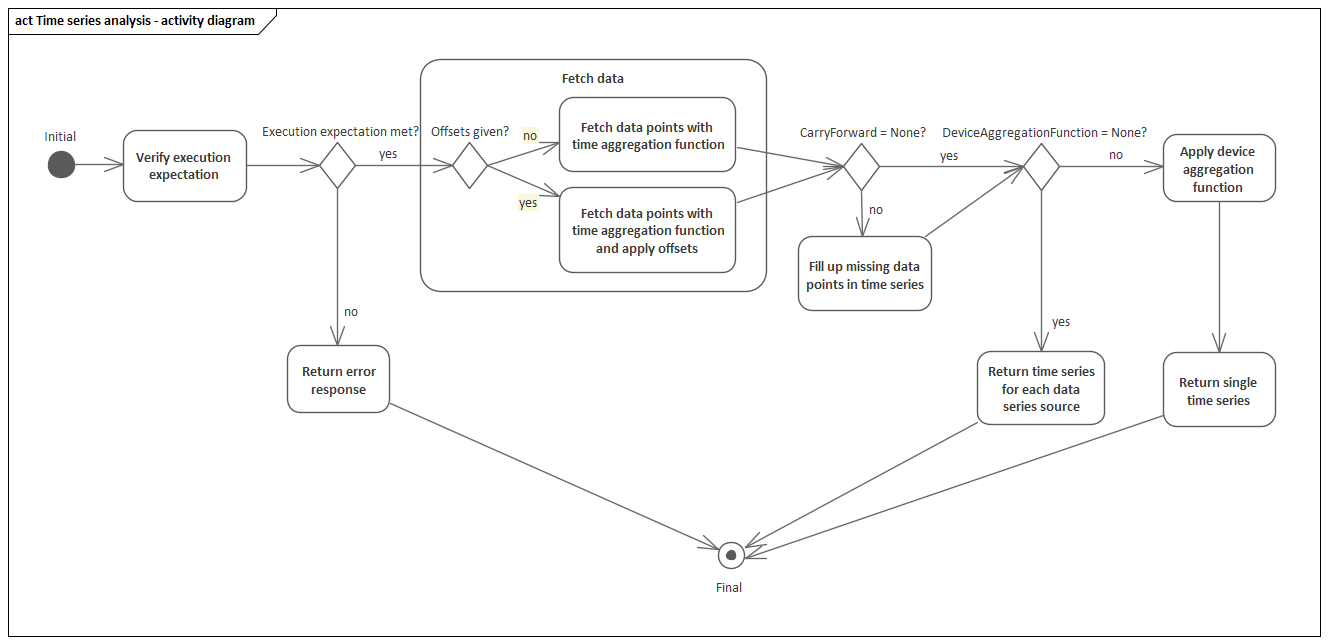 act Time series analysis - activity diagram
Initial
Verify execution
expectation
Execution expectation met?
yes
no
Return error
response
Fetch data
Offsets given?
no
Fetch data points with
time aggregation function
yes
Fetch data points with
time aggregation function
and apply offsets
CarryForward = None?
yes
no
Fill up missing data
points in time series
DeviceAggregationFunction = None?
no
Apply device
aggregation
function
yes
Return time series
for each data
series source
Return single
time series
Final